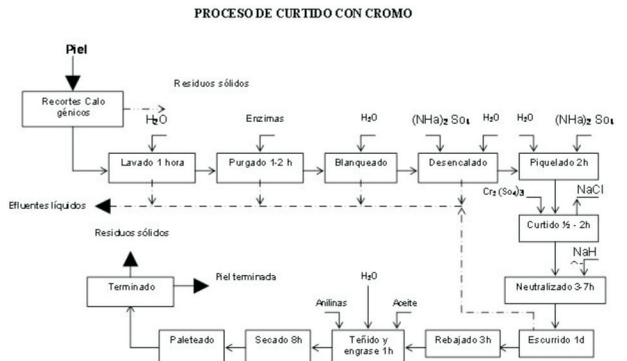 PROCESO DE CURTIDO CON CROMO
Piel
Residuos sólidos
Recortes Calo
génicos
H₂O
Enzimas
H₂O
(NHa)₂ So₄
H₂O
H₂O
(NHa)₂ So₄
Lavado 1 hora
Purgado 1-2 h
Blanqueado
Desencalado
Piquelado 2h
Cr₂ (So₄)₃
NaCl
Efluentes líquidos
Curtido ½ - 2h
Residuos sólidos
NaH
Piel terminada
H₂O
Terminado
Neutralizado 3-7h
Anilinas
Aceite
Paleteado
Secado 8h
Teñido y
engrase 1h
Rebajado 3h
Escurrido 1d